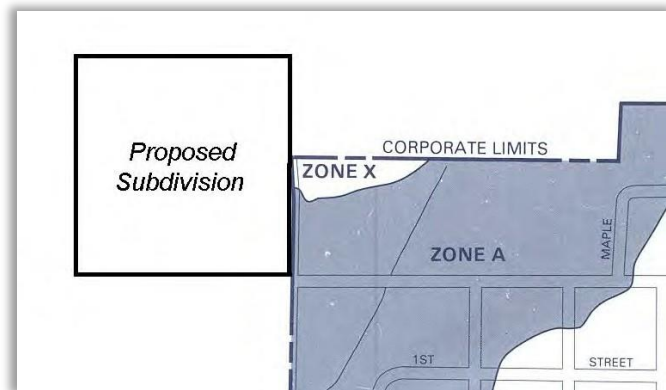 Proposed
Subdivision
CORPORATE LIMITS
ZONE X
ZONE A
MAPLE
1ST
STREET